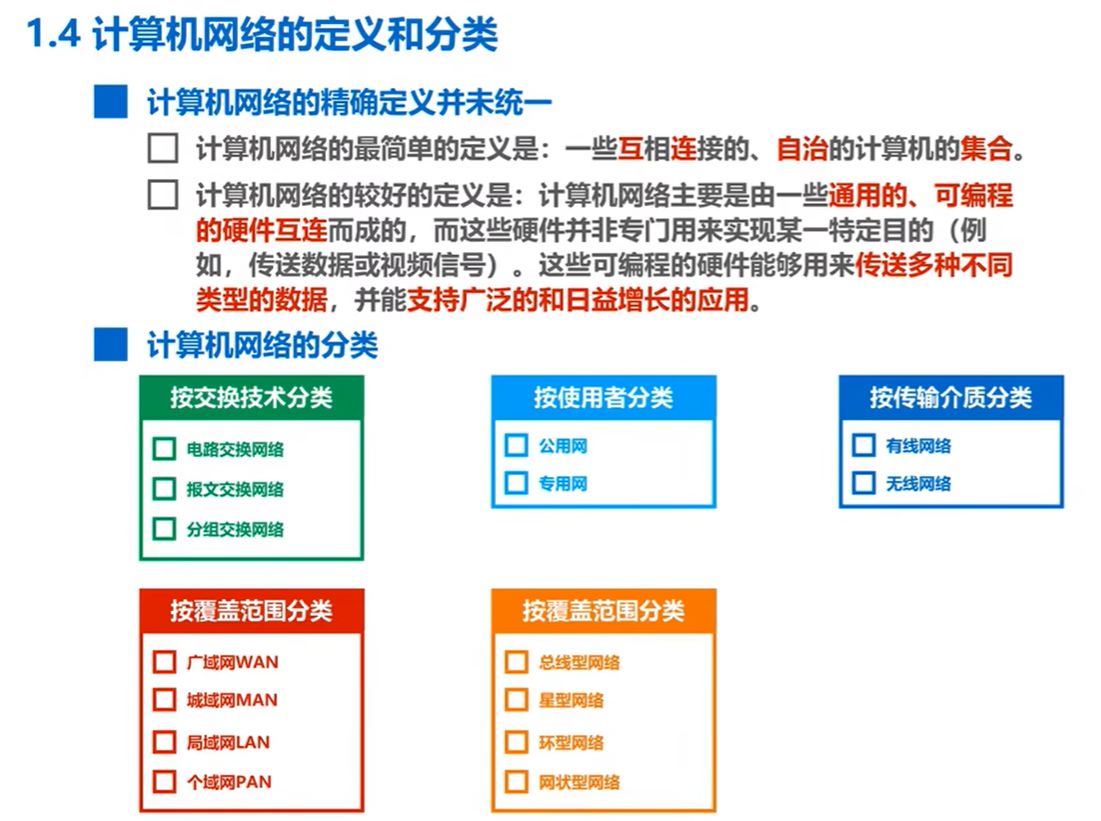 1.4 计算机网络的定义和分类
计算机网络的精确定义并未统一
计算机网络的最简单的定义是：一些互相连接的、自治的计算机的集合。
计算机网络的较好的定义是：计算机网络主要是由一些通用的、可编程
的硬件互连而成的，而这些硬件并非专门用来实现某一特定目的（例
如，传送数据或视频信号）。这些可编程的硬件能够用来传送多种不同
类型的数据，并能支持广泛的和日益增长的应用。
计算机网络的分类
按交换技术分类
电路交换网络
报文交换网络
分组交换网络
按使用者分类
公用网
专用网
按传输介质分类
有线网络
无线网络
按覆盖范围分类
广域网WAN
城域网MAN
局域网LAN
个域网PAN
按覆盖范围分类
总线型网络
星型网络
环型网络
网状型网络